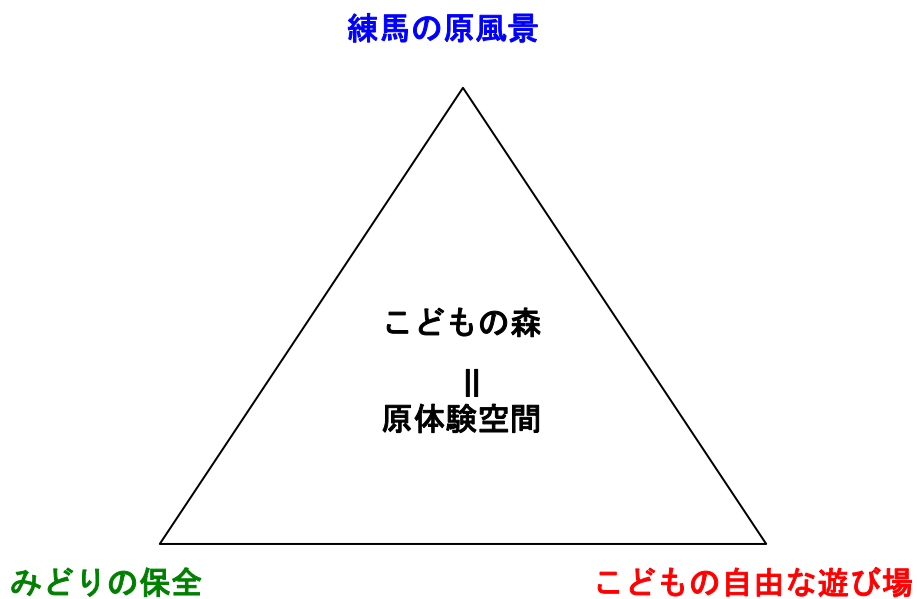 練馬の原風景
こどもの森
||
原体験空間
みどりの保全
こどもの自由な遊び場